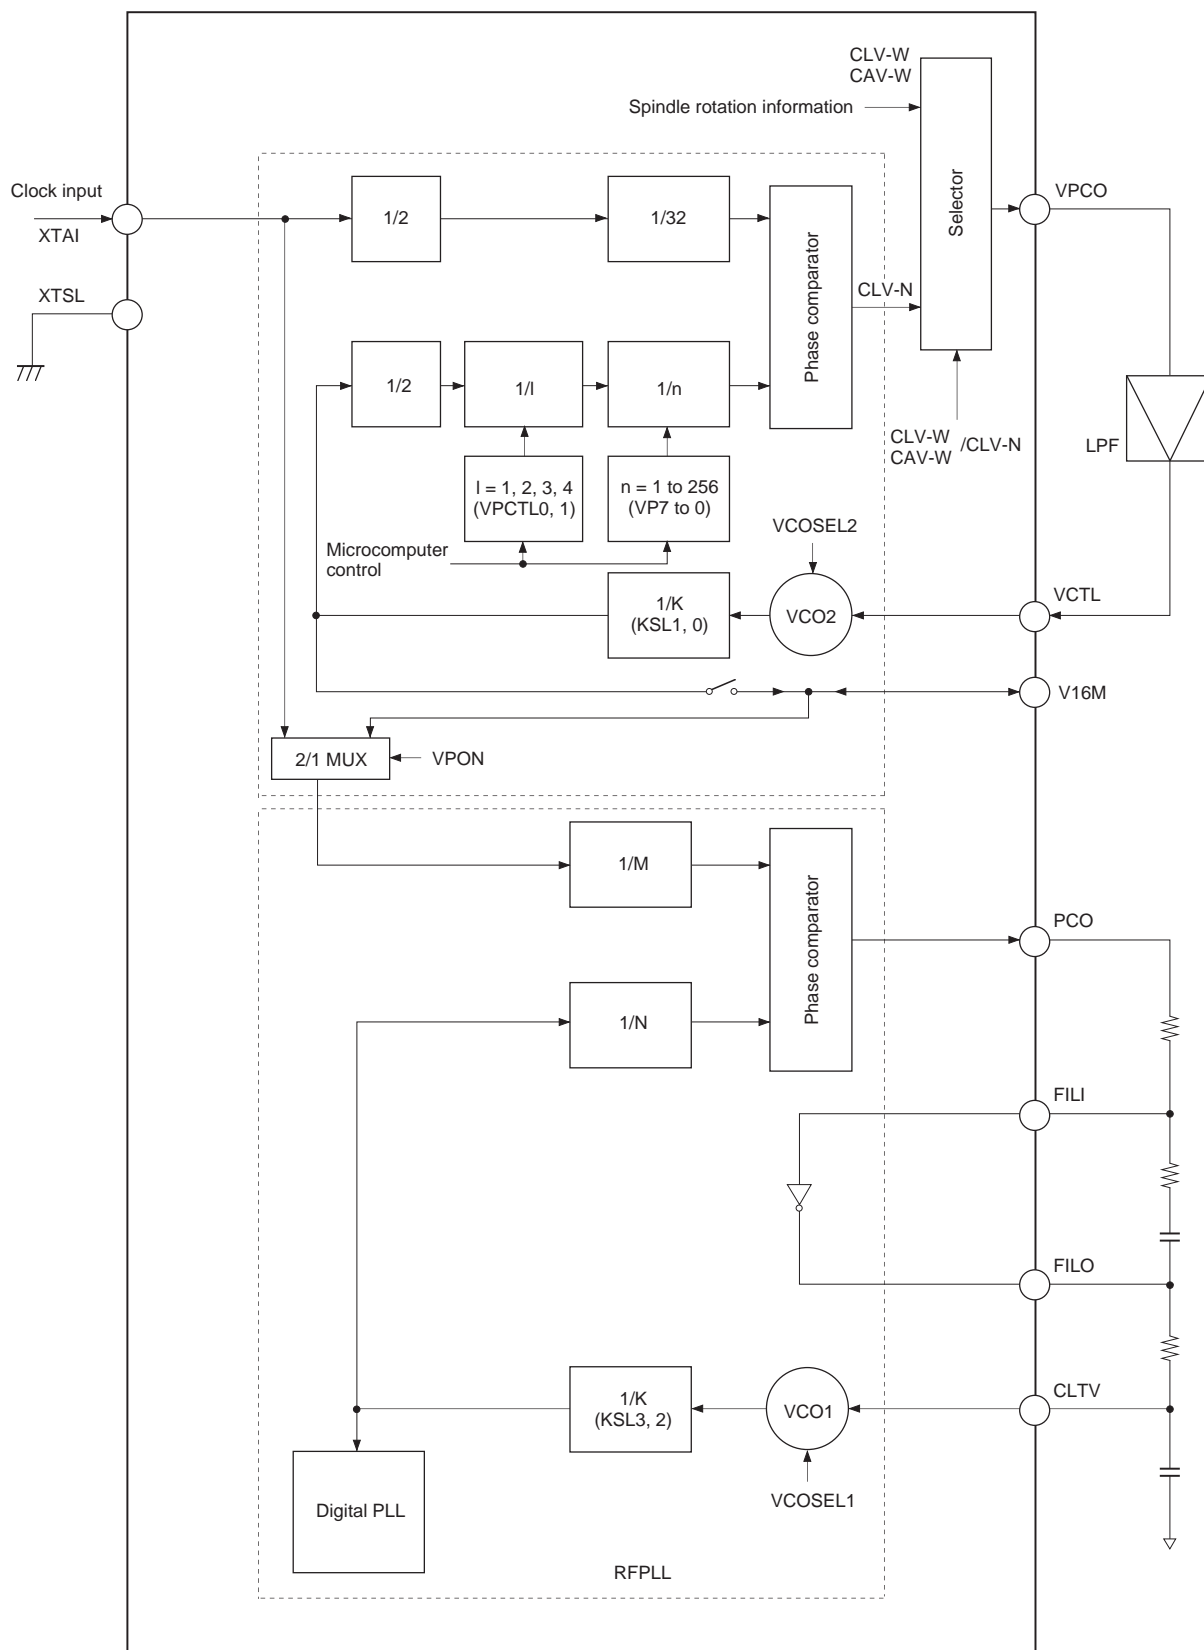 CLV-W
CAV-W
Spindle rotation information
Selector
Clock input
XTAI
XTSL
1/2
1/32
Phase comparator
CLV-N
VPCO
1/2
1/l
1/n
l = 1, 2, 3, 4
(VPCTL0, 1)
n = 1 to 256
(VP7 to 0)
Microcomputer
control
CLV-W
CAV-W
/CLV-N
LPF
VCOSEL2
1/K
(KSL1, 0)
VCO2
VCTL
V16M
2/1 MUX
VPON
1/M
Phase comparator
PCO
1/N
FILI
FILO
1/K
(KSL3, 2)
VCO1
CLTV
VCOSEL1
Digital PLL
RFPLL